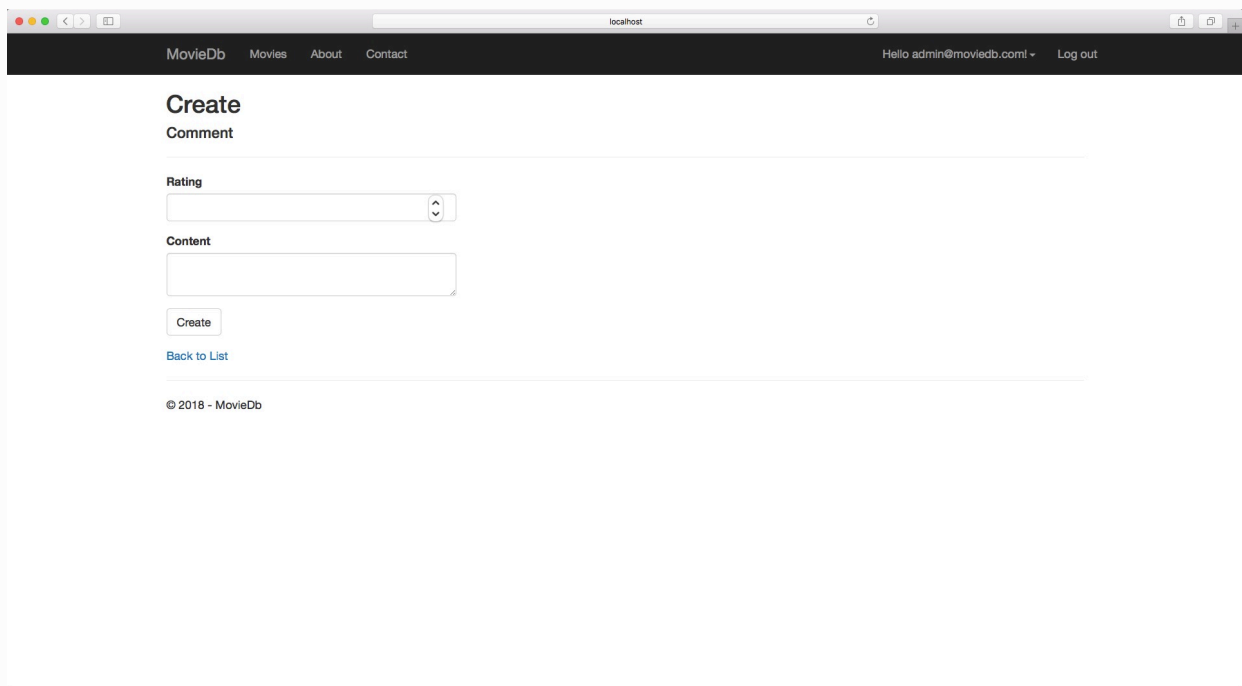 localhost
MovieDb Movies About Contact Hello admin@moviedb.com! Log out
Create
Comment
Rating
Content
Create
Back to List
© 2018 - MovieDb